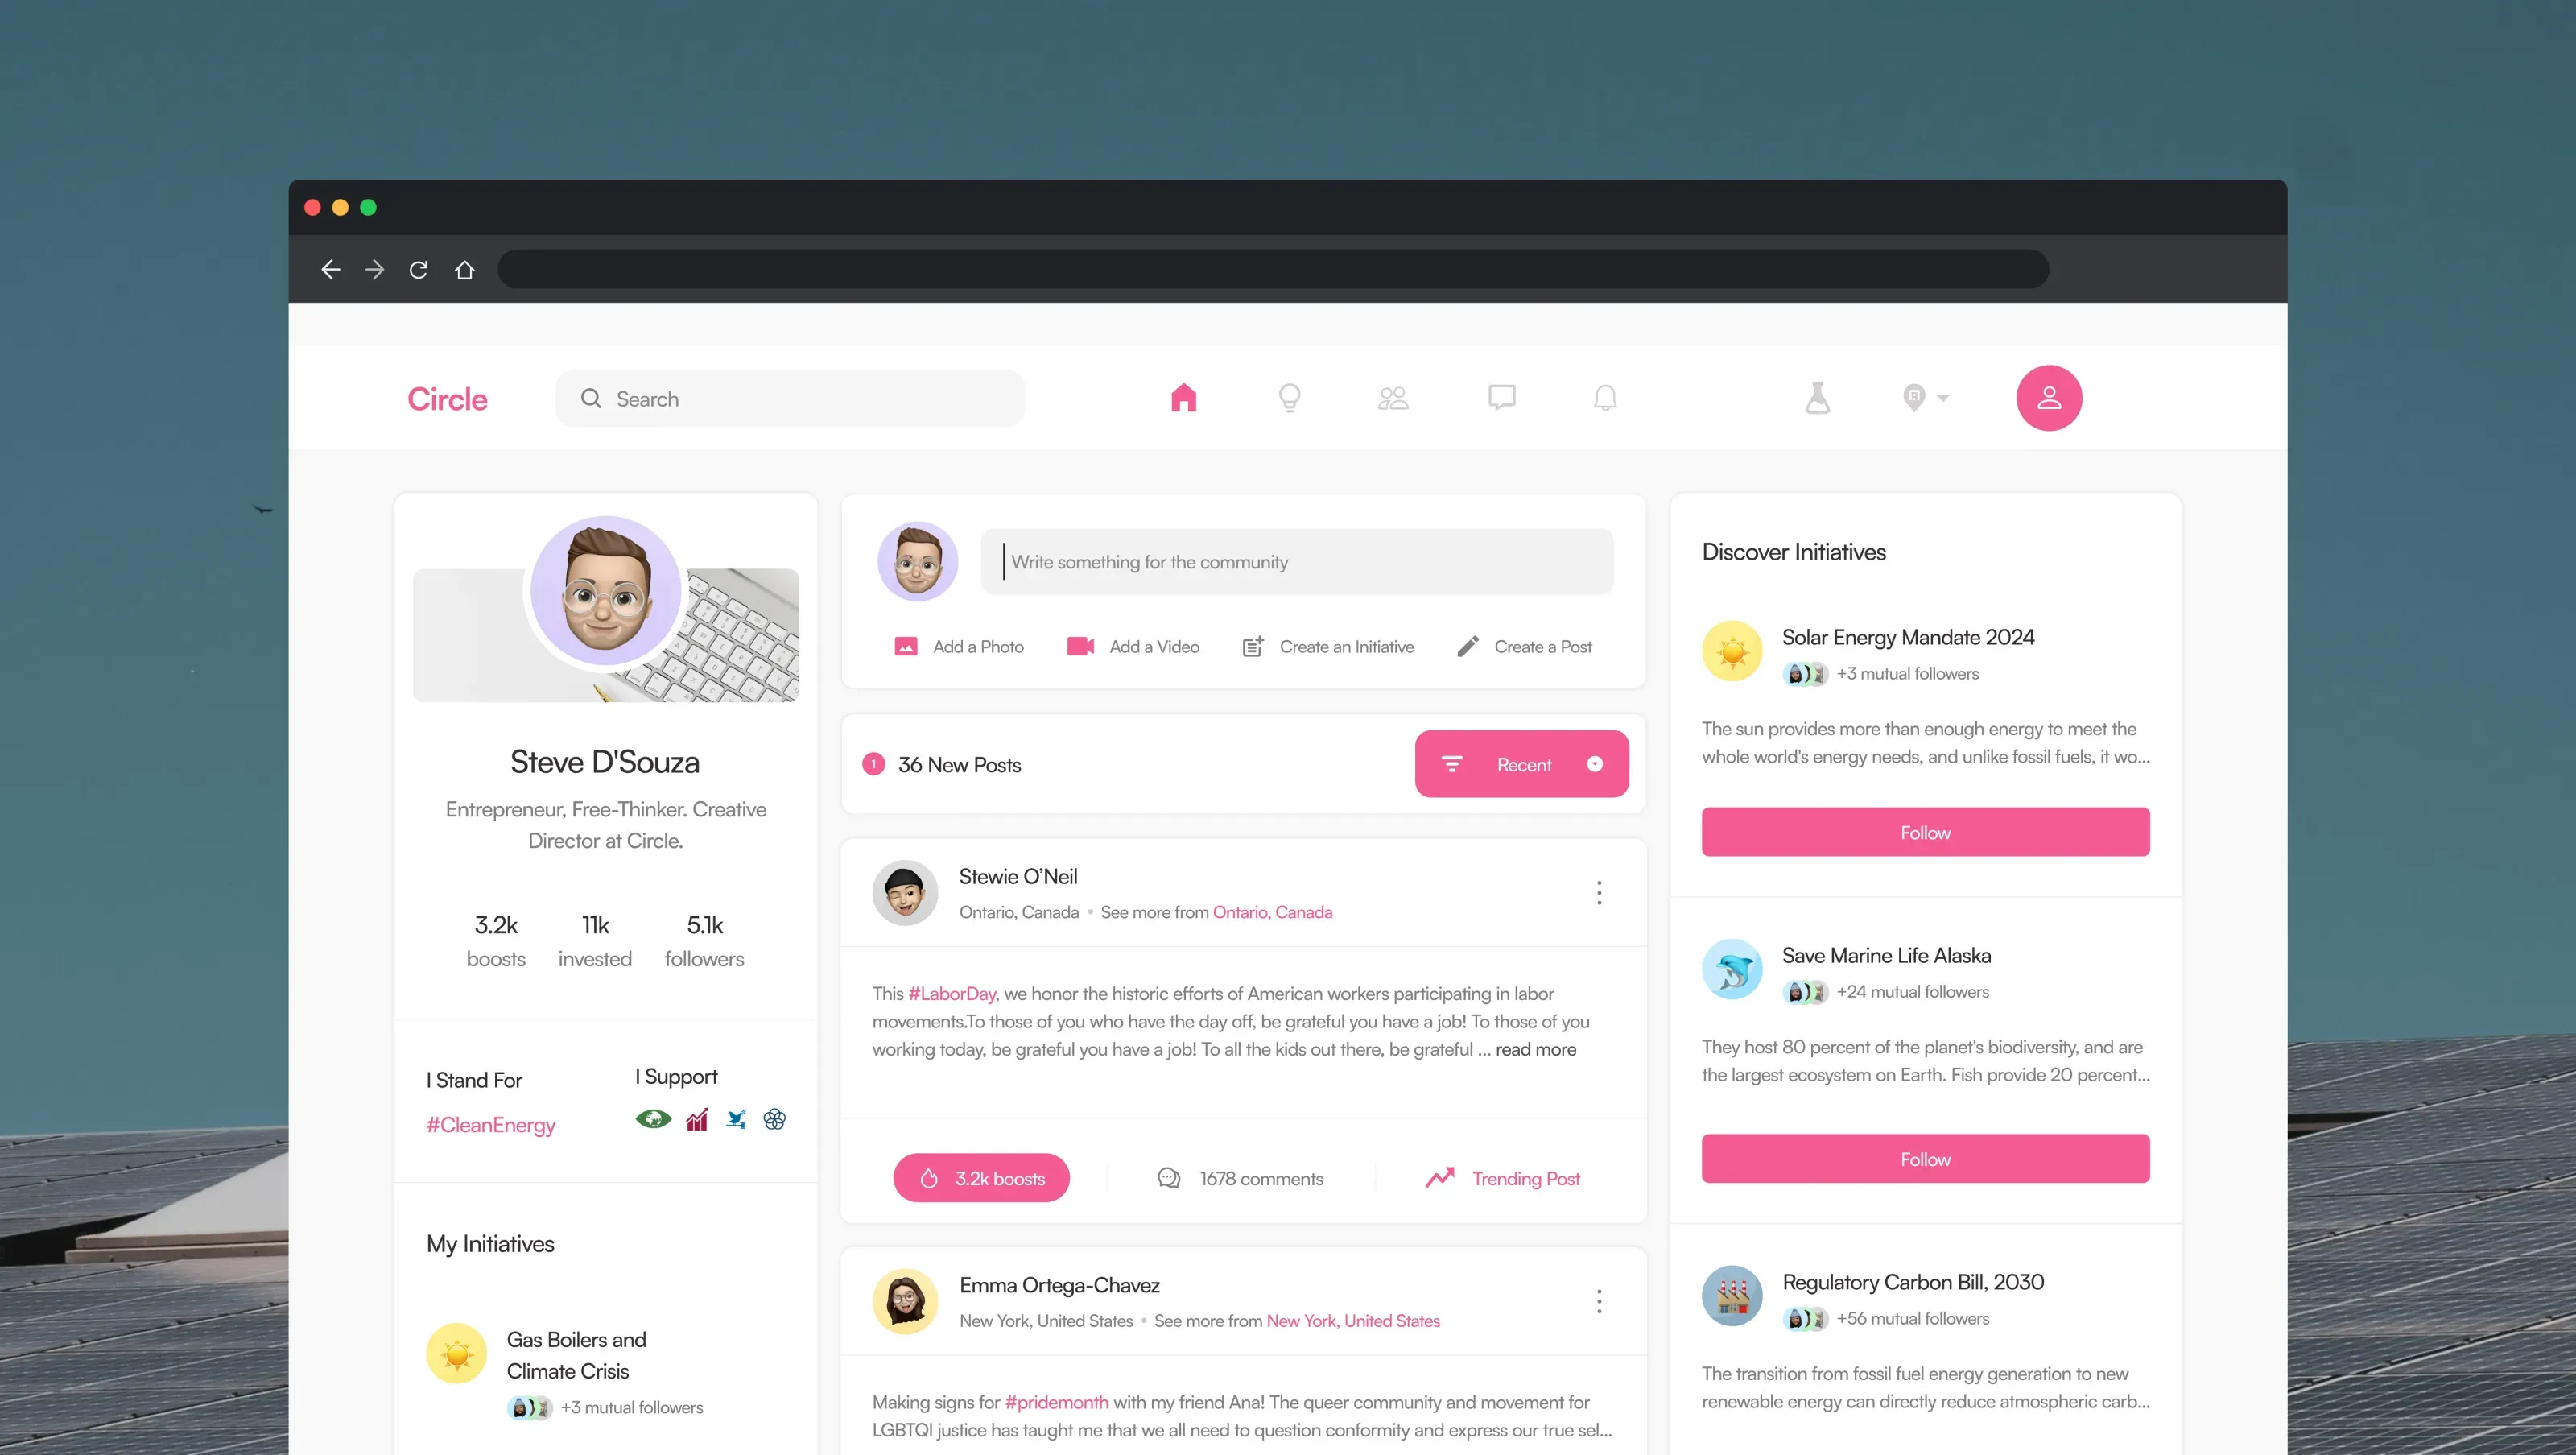 Circle
Search
Steve D'Souza
Entrepreneur, Free-Thinker. Creative
Director at Circle.
3.2k
boosts
11k
invested
5.1k
followers
I Stand For
#CleanEnergy
I Support
My Initiatives
Gas Boilers and
Climate Crisis
+3 mutual followers
Write something for the community
Add a Photo
Add a Video
Create an Initiative
Create a Post
1
36 New Posts
Recent
Stewie O’Neil
Ontario, Canada • See more from Ontario, Canada
This #LaborDay, we honor the historic efforts of American workers participating in labor
movements.To those of you who have the day off, be grateful you have a job! To those of you
working today, be grateful you have a job! To all the kids out there, be grateful ... read more
3.2k boosts
1678 comments
Trending Post
Emma Ortega-Chavez
New York, United States • See more from New York, United States
Making signs for #pridemonth with my friend Ana! The queer community and movement for
LGBTQI justice has taught me that we all need to question conformity and express our true sel...
Discover Initiatives
Solar Energy Mandate 2024
+3 mutual followers
The sun provides more than enough energy to meet the
whole world's energy needs, and unlike fossil fuels, it wo...
Follow
Save Marine Life Alaska
+24 mutual followers
They host 80 percent of the planet's biodiversity, and are
the largest ecosystem on Earth. Fish provide 20 percent...
Follow
Regulatory Carbon Bill, 2030
+56 mutual followers
The transition from fossil fuel energy generation to new
renewable energy can directly reduce atmospheric carb...